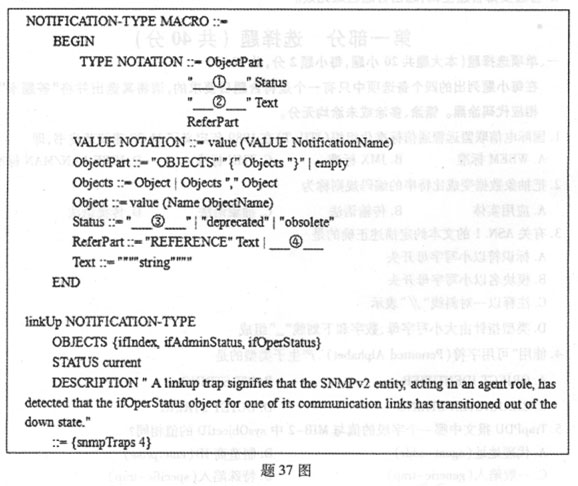 NOTIFICATION-TYPE MACRO ::=
BEGIN
TYPE NOTATION ::= ObjectPart
"___①___" Status
"___②___" Text
ReferPart
VALUE NOTATION ::= value (VALUE NotificationName)
ObjectPart ::= "OBJECTS" "{" Objects "}" | empty
Objects ::= Object | Objects "," Object
Object ::= value (Name ObjectName)
Status ::= "___③___" | "deprecated" | "obsolete"
ReferPart ::= "REFERENCE" Text | ___④___
Text ::= """"string""""
END
linkUp NOTIFICATION-TYPE
OBJECTS {ifIndex, ifAdminStatus, ifOperStatus}
STATUS current
DESCRIPTION " A linkup trap signifies that the SNMPv2 entity, acting in an agent role, has
detected that the ifOperStatus object for one of its communication links has transitioned out of the
down state."
::= {snmpTraps 4}
题 37 图